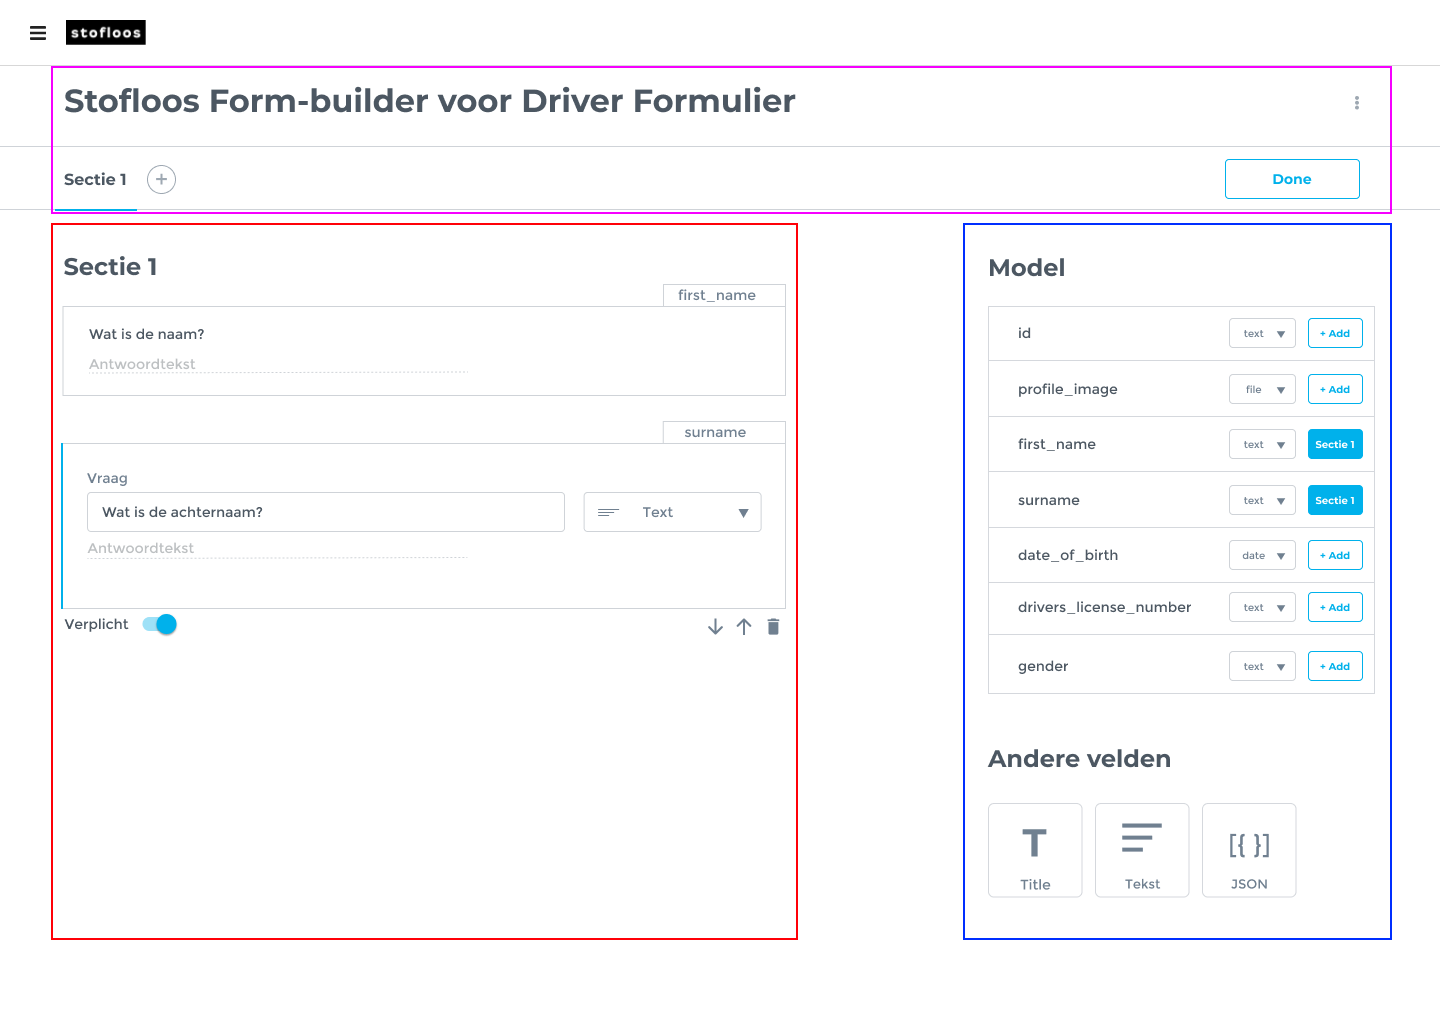 stofloos
Stofloos Form-builder voor Driver Formulier
Sectie 1
+
Done
Sectie 1
first_name
Wat is de naam?
Antwoordtekst
surname
Vraag
Wat is de achternaam?
Text
Antwoordtekst
Verplicht
Model
id text + Add
profile_image file + Add
first_name text Sectie 1
surname text Sectie 1
date_of_birth date + Add
drivers_license_number text + Add
gender text + Add
Andere velden
T
Title
Tekst
[{ }]
JSON